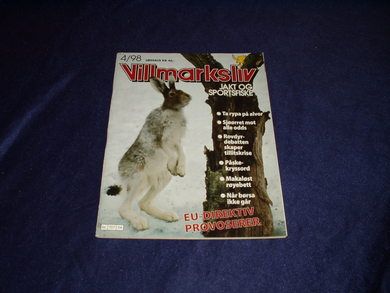 4/98
Villmarksliv
JAKT OG
SPORTSFISKE
• Ta rypa på alvor
• Sjøørret mot
alle odds
• Rovdyr-
debatten
skaper
tillitskrise
• Påske-
kryssord
• Makaløst
røyebett
• Når børsa
ikke går
EU-DIREKTIV
PROVOSERER